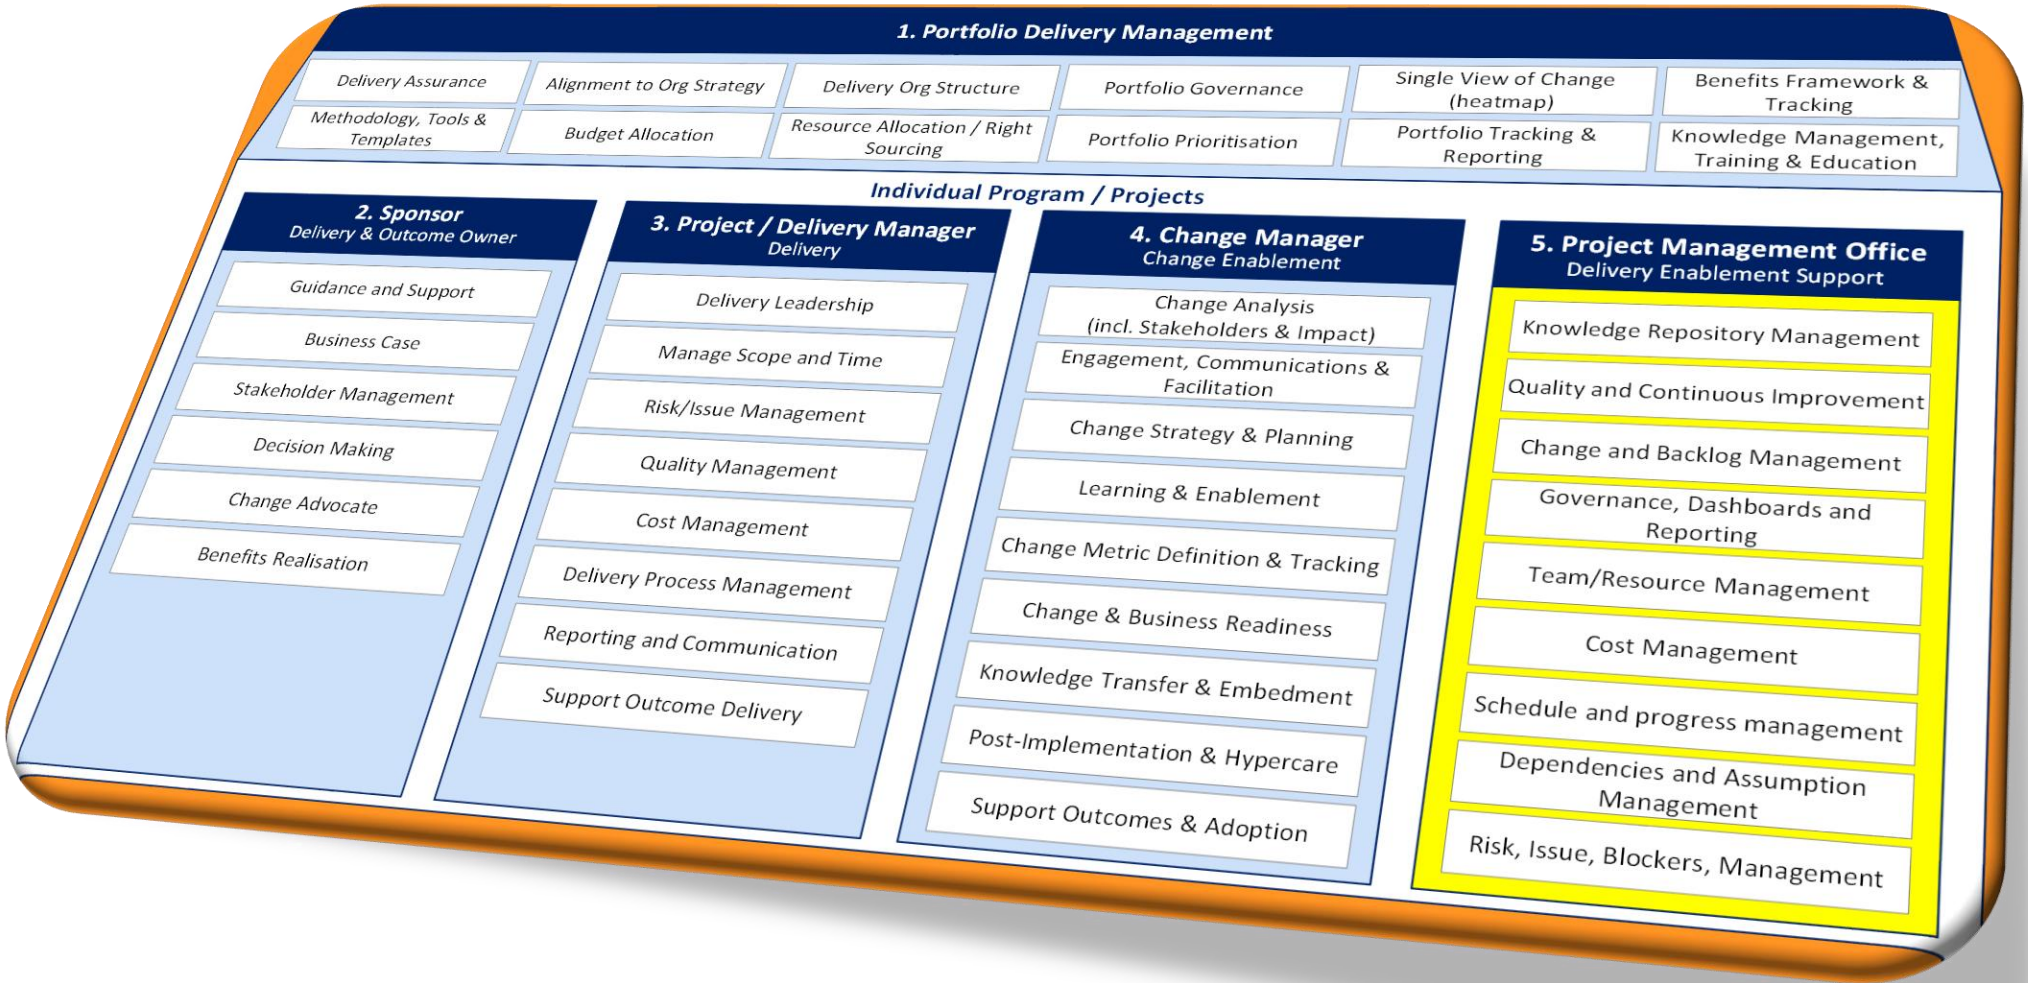 1. Portfolio Delivery Management
Delivery Assurance
Alignment to Org Strategy
Delivery Org Structure
Portfolio Governance
Single View of Change
(heatmap)
Benefits Framework &
Tracking
Methodology, Tools &
Templates
Budget Allocation
Resource Allocation / Right
Sourcing
Portfolio Prioritisation
Portfolio Tracking &
Reporting
Knowledge Management,
Training & Education
Individual Program / Projects
2. Sponsor
Delivery & Outcome Owner
Guidance and Support
Business Case
Stakeholder Management
Decision Making
Change Advocate
Benefits Realisation
3. Project / Delivery Manager
Delivery
Delivery Leadership
Manage Scope and Time
Risk/Issue Management
Quality Management
Cost Management
Delivery Process Management
Reporting and Communication
Support Outcome Delivery
4. Change Manager
Change Enablement
Change Analysis
(incl. Stakeholders & Impact)
Engagement, Communications &
Facilitation
Change Strategy & Planning
Learning & Enablement
Change Metric Definition & Tracking
Change & Business Readiness
Knowledge Transfer & Embedment
Post-Implementation & Hypercare
Support Outcomes & Adoption
5. Project Management Office
Delivery Enablement Support
Knowledge Repository Management
Quality and Continuous Improvement
Change and Backlog Management
Governance, Dashboards and
Reporting
Team/Resource Management
Cost Management
Schedule and progress management
Dependencies and Assumption
Management
Risk, Issue, Blockers, Management